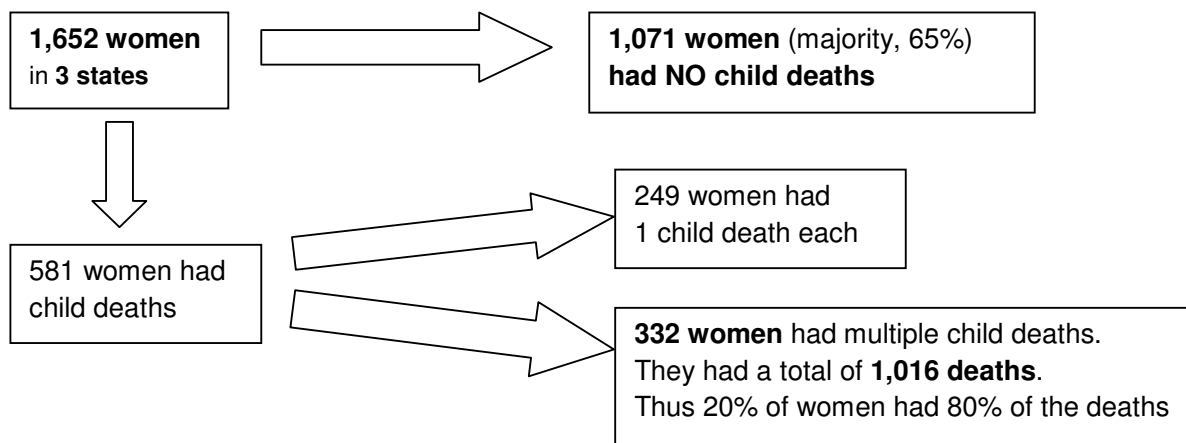 1,652 women
in 3 states
1,071 women (majority, 65%)
had NO child deaths
249 women had
1 child death each
581 women had
child deaths
332 women had multiple child deaths.
They had a total of 1,016 deaths.
Thus 20% of women had 80% of the deaths